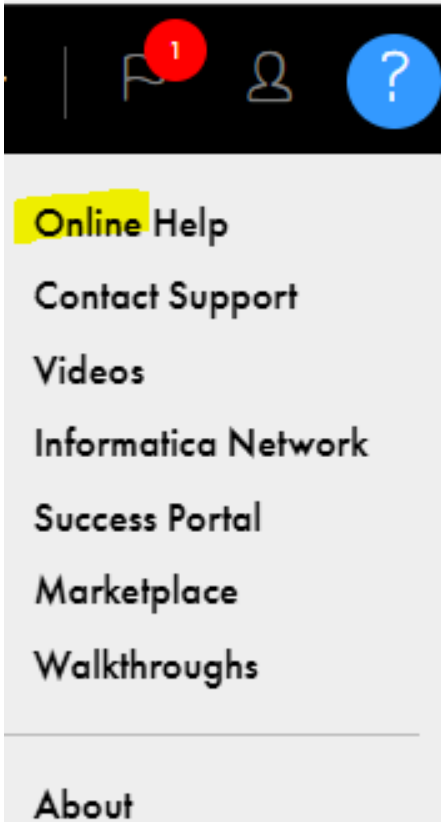 1
?
Online Help
Contact Support
Videos
Informatica Network
Success Portal
Marketplace
Walkthroughs
About